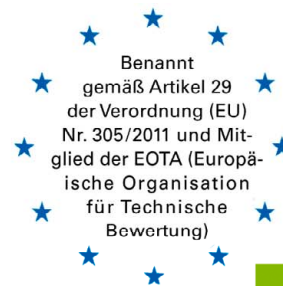 Benannt
gemäß Artikel 29
der Verordnung (EU)
Nr. 305/2011 und Mit-
glied der EOTA (Europä-
ische Organisation
für Technische
Bewertung)